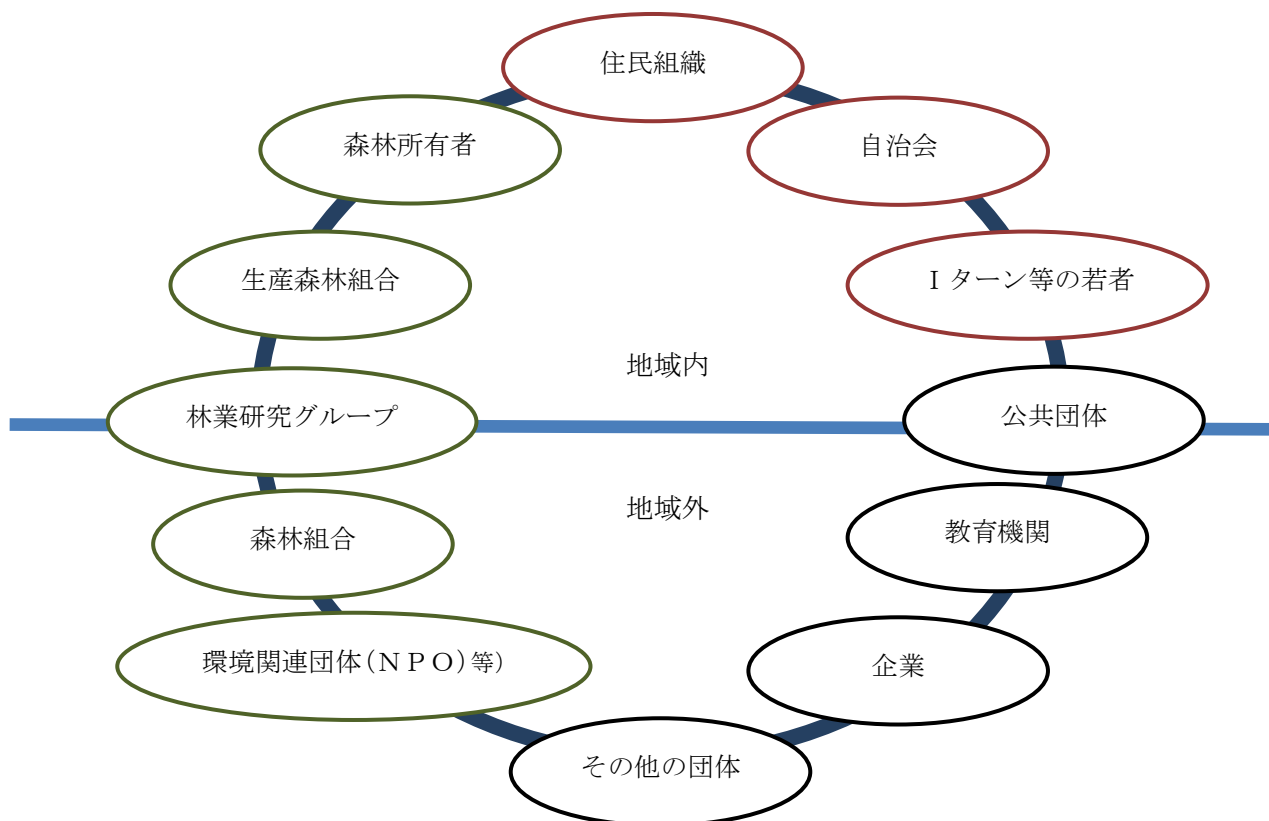 住民組織
森林所有者
自治会
生産森林組合
Ｉターン等の若者
地域内
林業研究グループ
公共団体
地域外
森林組合
教育機関
環境関連団体（ＮＰＯ）等）
企業
その他の団体